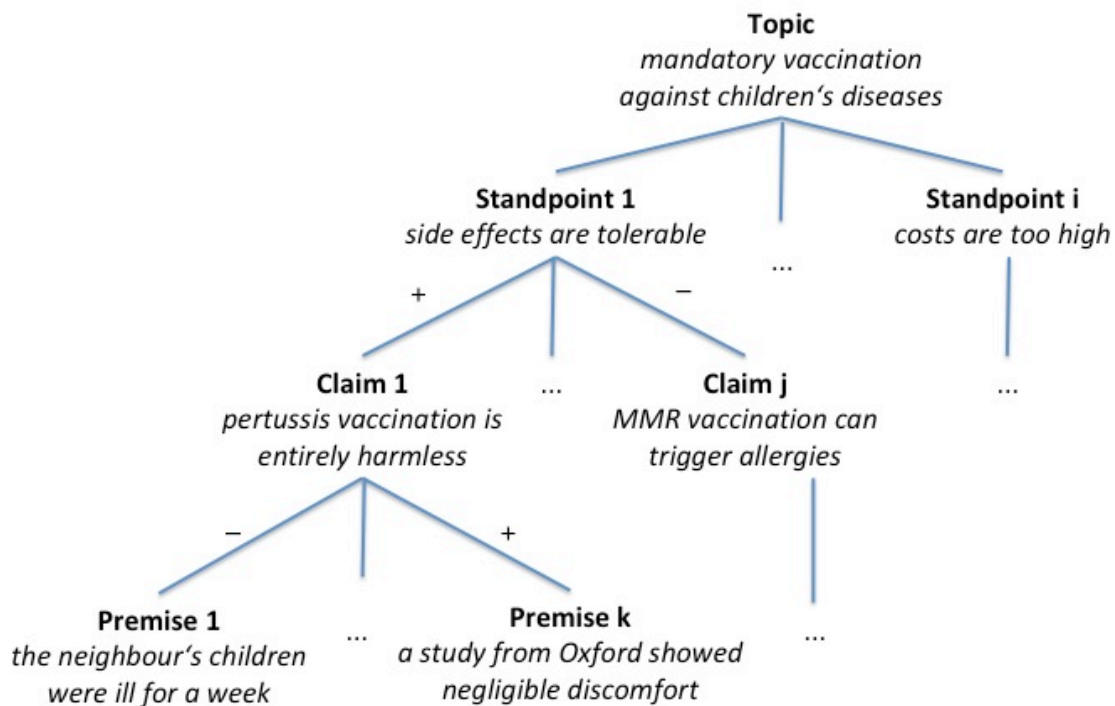 Topic
mandatory vaccination
against children‘s diseases
Standpoint 1
side effects are tolerable
...
Standpoint i
costs are too high
+
–
Claim 1
pertussis vaccination is
entirely harmless
...
Claim j
MMR vaccination can
trigger allergies
...
–
+
Premise 1
the neighbour‘s children
were ill for a week
...
Premise k
a study from Oxford showed
negligible discomfort
...